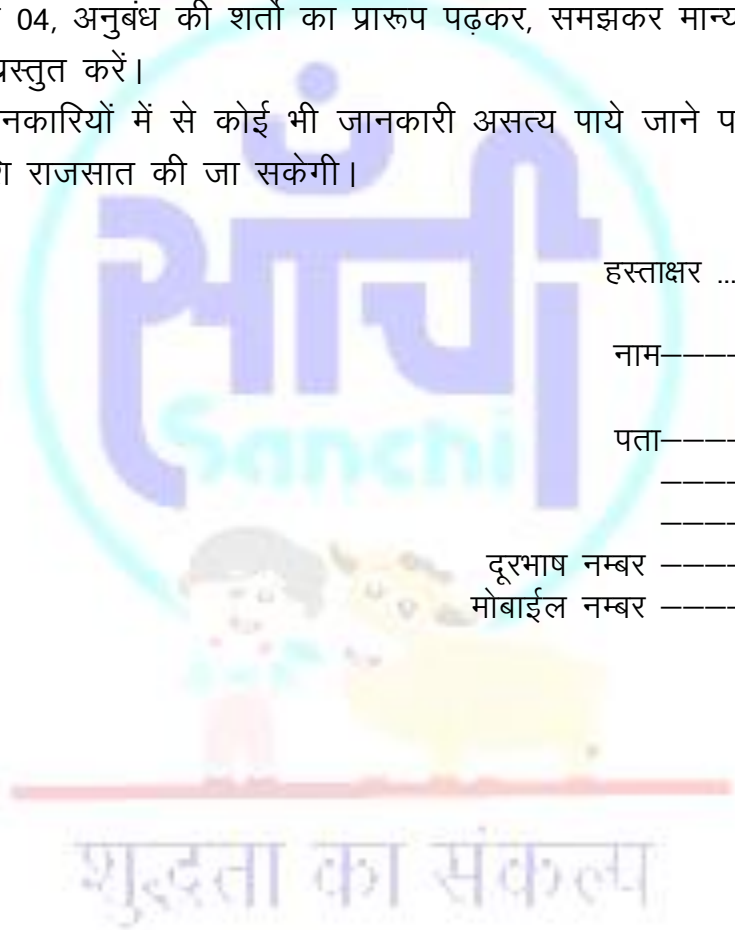 04, अनुबंध की शर्तो का प्रारूप पढ़कर, समझकर मान्य
प्रस्तुत करें।
कोई भी जानकारी असत्य पाये जाने
राजसात की जा सकेगी।
हस्ताक्षर ...
साँची
नाम————
Sanchi
पता————
————
————
दूरभाष नम्बर ————
मोबाईल नम्बर ————
शुद्धता का संकल्प